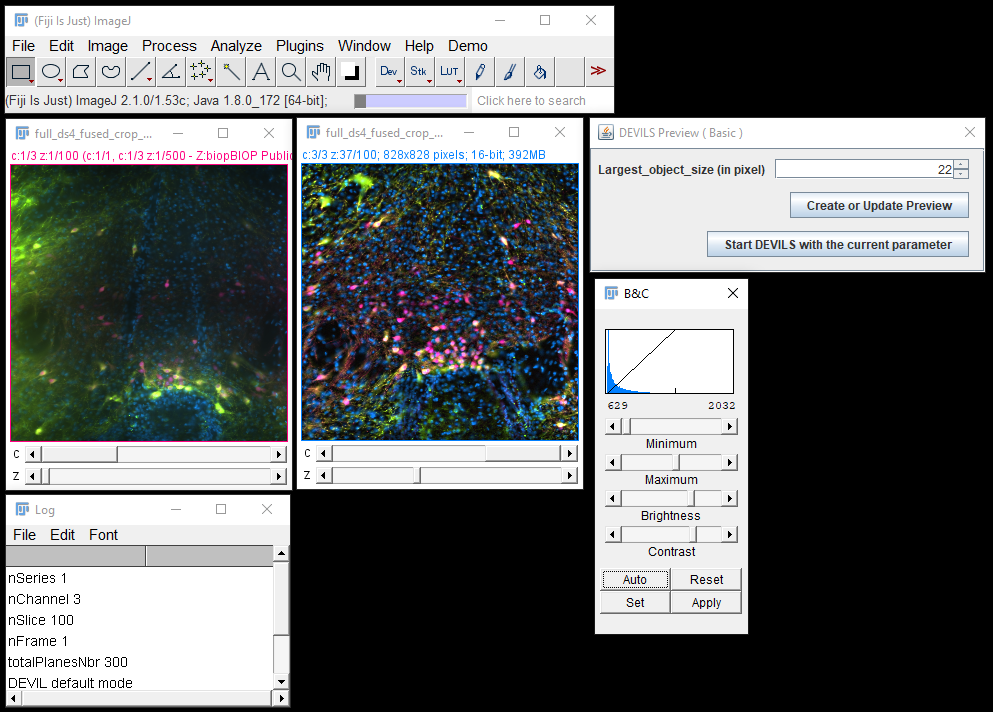 (Fiji Is Just) ImageJ
File Edit Image Process Analyze Plugins Window Help Demo
Dev Stk LUT
(Fiji Is Just) ImageJ 2.1.0/1.53c; Java 1.8.0_172 [64-bit];
Click here to search
full_ds4_fused_crop_...
c:1/3 z:1/100 (c:1/1, c:1/3 z:1/500 - Z:biopBIOP Public
C
Z
full_ds4_fused_crop_...
c:3/3 z:37/100; 828x828 pixels; 16-bit; 392MB
C
Z
DEVILS Preview ( Basic )
Largest_object_size (in pixel) 22
Create or Update Preview
Start DEVILS with the current parameter
B&C
629 2032
Minimum
Maximum
Brightness
Contrast
Auto Reset
Set Apply
Log
File Edit Font
nSeries 1
nChannel 3
nSlice 100
nFrame 1
totalPlanesNbr 300
DEVIL default mode